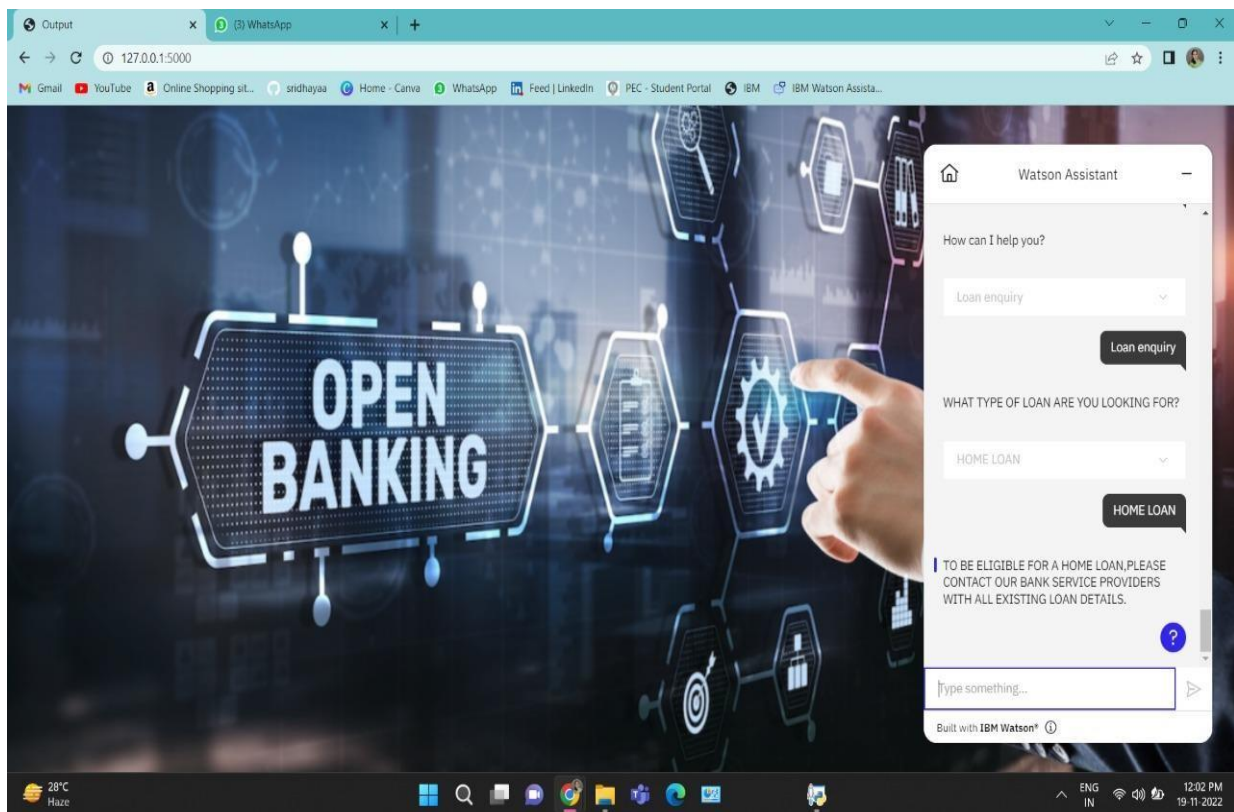 Output
(3) WhatsApp
127.0.0.1:5000
Gmail YouTube Online Shopping sit... sridhayaa Home - Canva WhatsApp Feed | LinkedIn PEC - Student Portal IBM IBM Watson Assista...
OPEN
BANKING
Watson Assistant
How can I help you?
Loan enquiry
Loan enquiry
WHAT TYPE OF LOAN ARE YOU LOOKING FOR?
HOME LOAN
HOME LOAN
TO BE ELIGIBLE FOR A HOME LOAN,PLEASE
CONTACT OUR BANK SERVICE PROVIDERS
WITH ALL EXISTING LOAN DETAILS.
?
Type something...
Built with IBM Watson®
28°C
Haze
ENG
IN
12:02 PM
19-11-2022